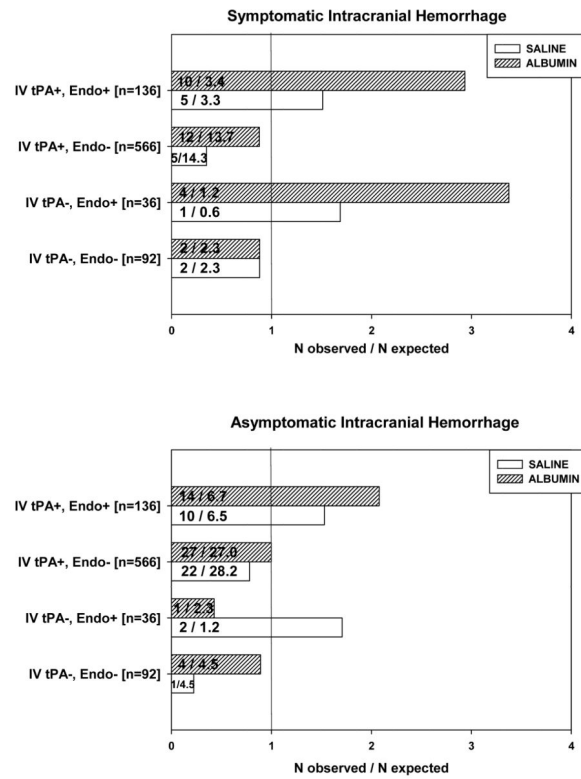 Symptomatic Intracranial Hemorrhage
SALINE
ALBUMIN
IV tPA+, Endo+ [n=136]
10 / 3.4
5 / 3.3
IV tPA+, Endo- [n=566]
12 / 13.7
5/14.3
IV tPA-, Endo+ [n=36]
4 / 1.2
1 / 0.6
IV tPA-, Endo- [n=92]
2 / 2.3
2 / 2.3
0 1 2 3 4
N observed / N expected
Asymptomatic Intracranial Hemorrhage
SALINE
ALBUMIN
IV tPA+, Endo+ [n=136]
14 / 6.7
10 / 6.5
IV tPA+, Endo- [n=566]
27 / 27.0
22 / 28.2
IV tPA-, Endo+ [n=36]
1 / 2.3
2 / 1.2
IV tPA-, Endo- [n=92]
4 / 4.5
1/4.5
0 1 2 3 4
N observed / N expected